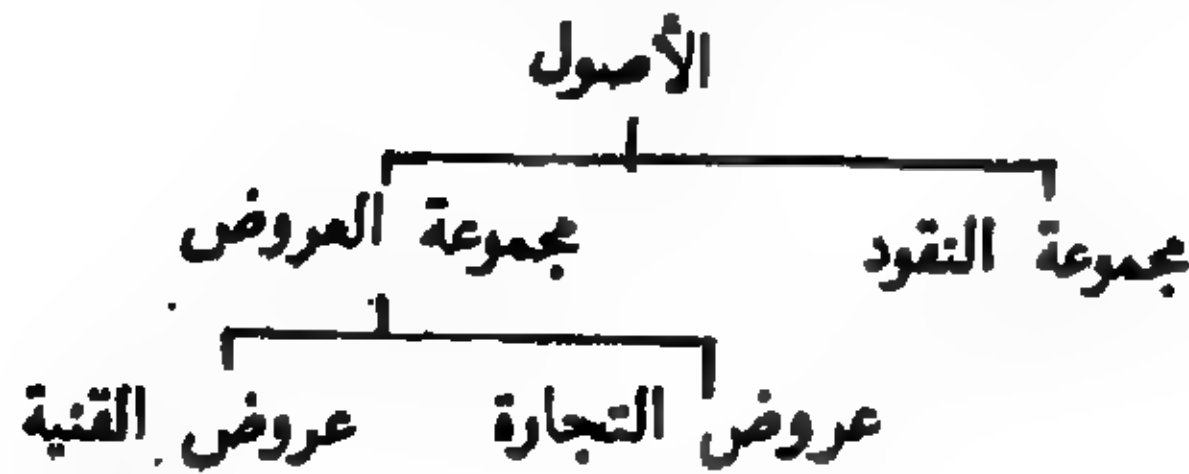 الأصول
مجموعة النقود مجموعة العروض
عروض التجارة عروض القنية